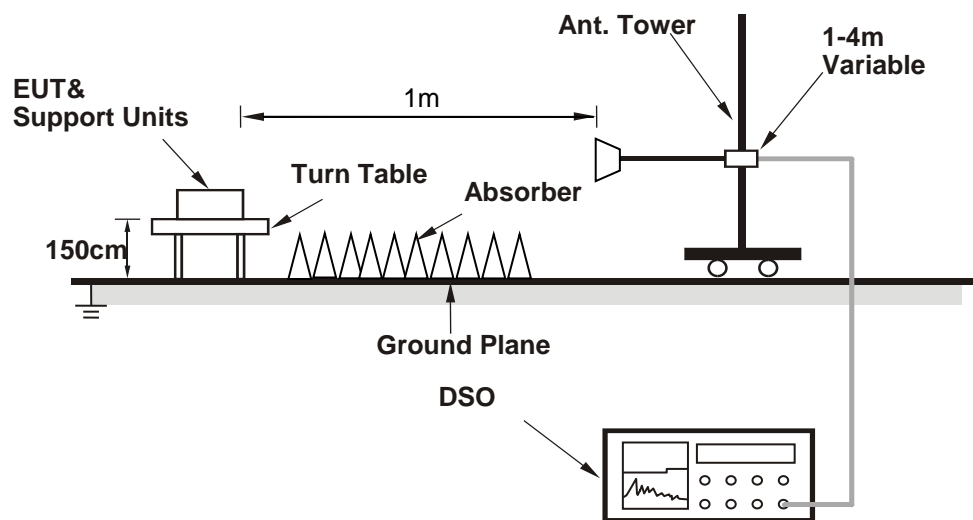 Ant. Tower
1-4m
Variable
EUT&
Support Units
1m
Turn Table
Absorber
150cm
Ground Plane
DSO